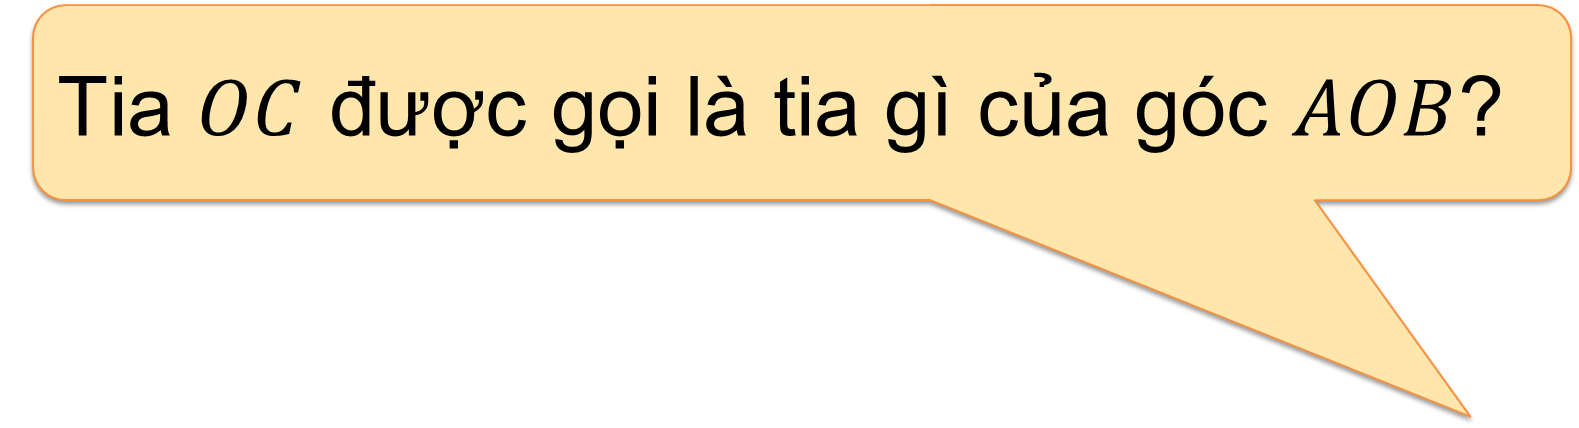 Tia 𝑂𝐶 được gọi là tia gì của góc 𝐴𝑂𝐵?